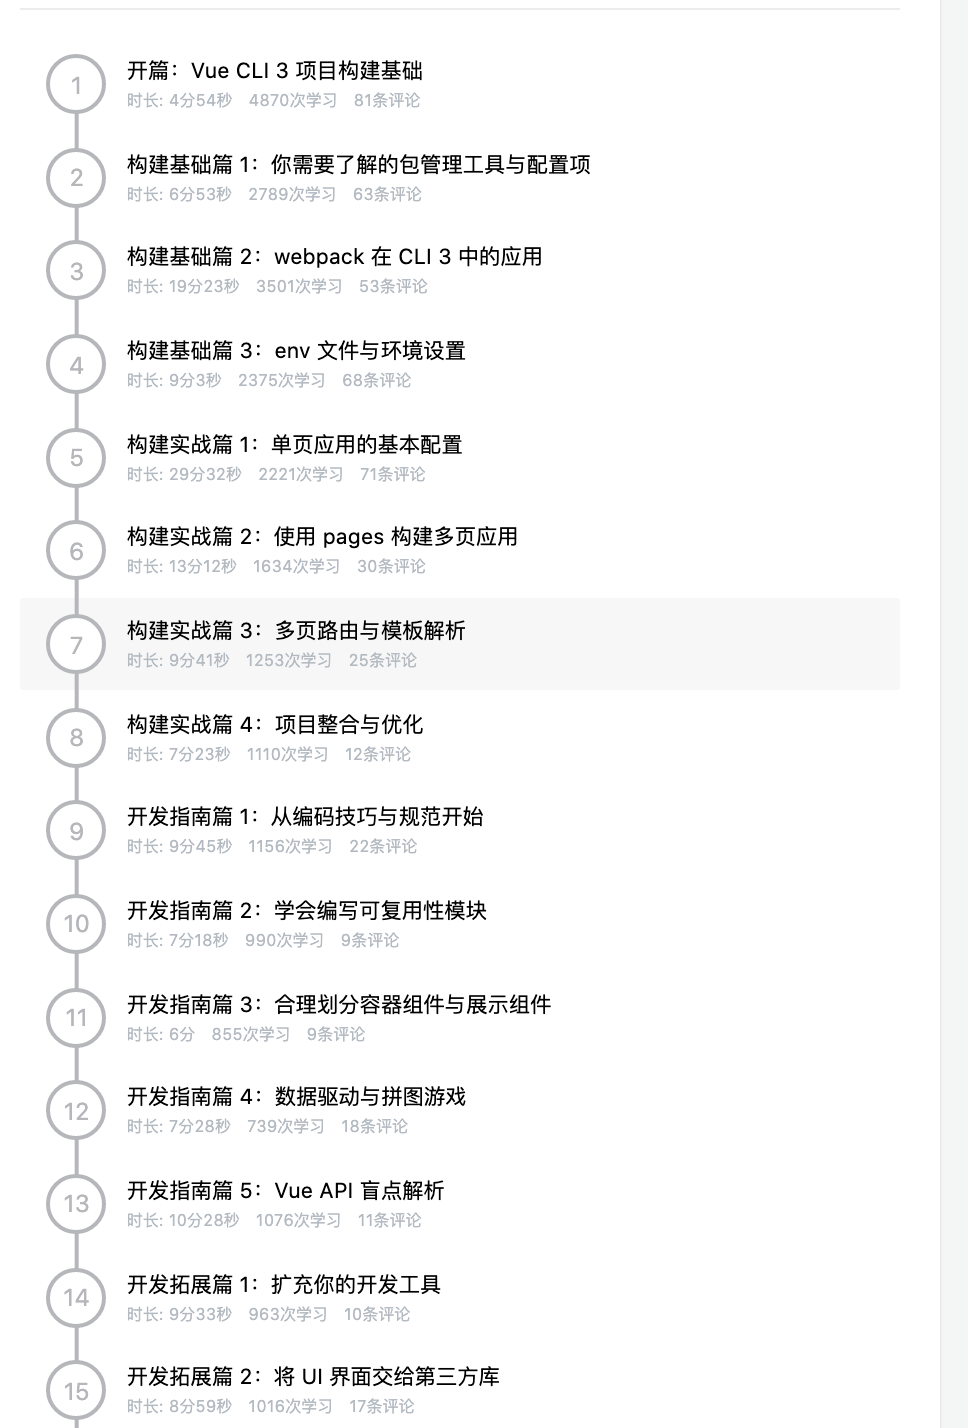 1
开篇：Vue CLI 3 项目构建基础
时长: 4分54秒 4870次学习 81条评论
2
构建基础篇 1：你需要了解的包管理工具与配置项
时长: 6分53秒 2789次学习 63条评论
3
构建基础篇 2：webpack 在 CLI 3 中的应用
时长: 19分23秒 3501次学习 53条评论
4
构建基础篇 3：env 文件与环境设置
时长: 9分3秒 2375次学习 68条评论
5
构建实战篇 1：单页应用的基本配置
时长: 29分32秒 2221次学习 71条评论
6
构建实战篇 2：使用 pages 构建多页应用
时长: 13分12秒 1634次学习 30条评论
7
构建实战篇 3：多页路由与模板解析
时长: 9分41秒 1253次学习 25条评论
8
构建实战篇 4：项目整合与优化
时长: 7分23秒 1110次学习 12条评论
9
开发指南篇 1：从编码技巧与规范开始
时长: 9分45秒 1156次学习 22条评论
10
开发指南篇 2：学会编写可复用性模块
时长: 7分18秒 990次学习 9条评论
11
开发指南篇 3：合理划分容器组件与展示组件
时长: 6分 855次学习 9条评论
12
开发指南篇 4：数据驱动与拼图游戏
时长: 7分28秒 739次学习 18条评论
13
开发指南篇 5：Vue API 盲点解析
时长: 10分28秒 1076次学习 11条评论
14
开发拓展篇 1：扩充你的开发工具
时长: 9分33秒 963次学习 10条评论
15
开发拓展篇 2：将 UI 界面交给第三方库
时长: 8分59秒 1016次学习 17条评论